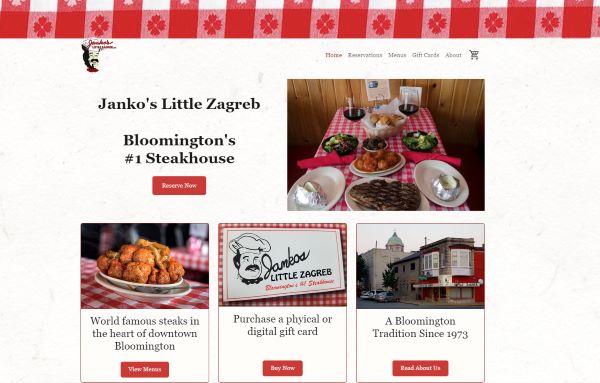 Janko's
Home Reservations Menus Gift Cards About
Janko's Little Zagreb
Bloomington's
#1 Steakhouse
Reserve Now
Jankos
LITTLE ZAGREB
Bloomington's #1 Steakhouse
World famous steaks in
the heart of downtown
Bloomington
Purchase a phyical or
digital gift card
A Bloomington
Tradition Since 1973
View Menus
Buy Now
Read About Us